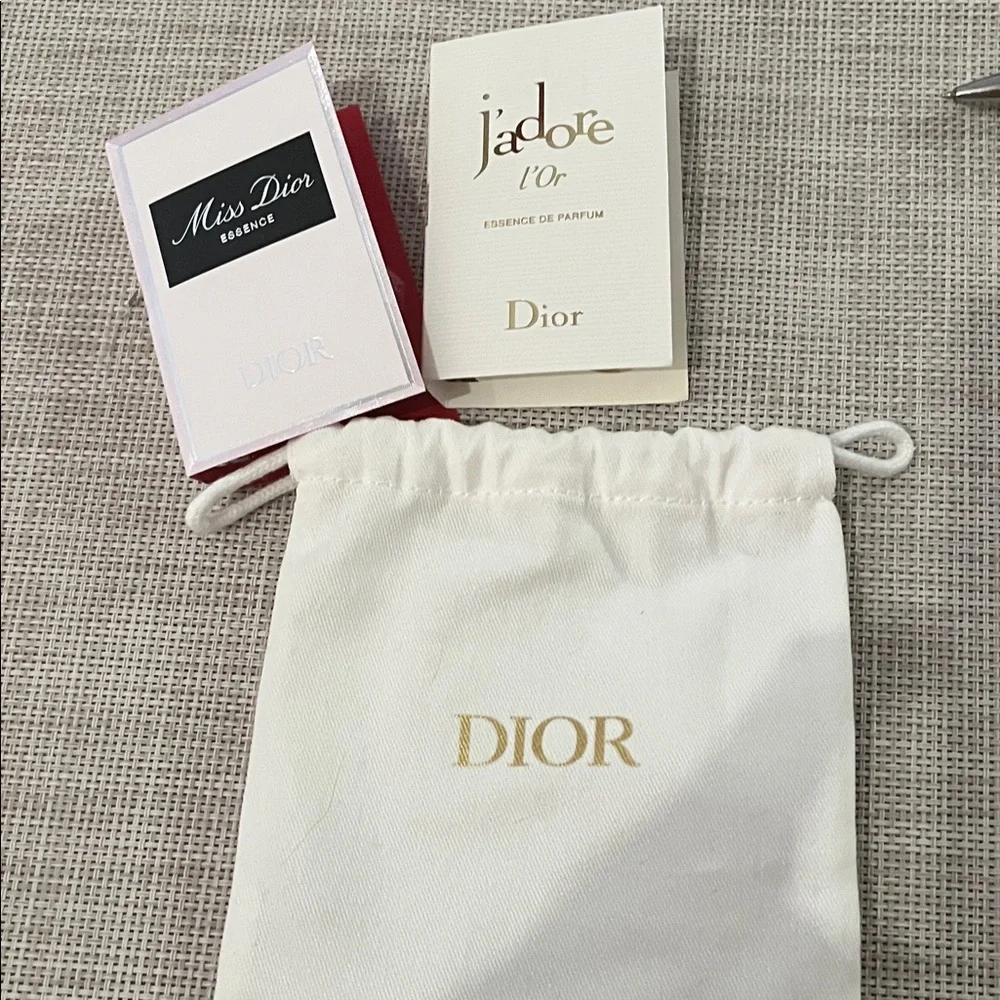 Miss Dior
ESSENCE
DIOR
j'adore
l'Or
ESSENCE DE PARFUM
Dior
DIOR